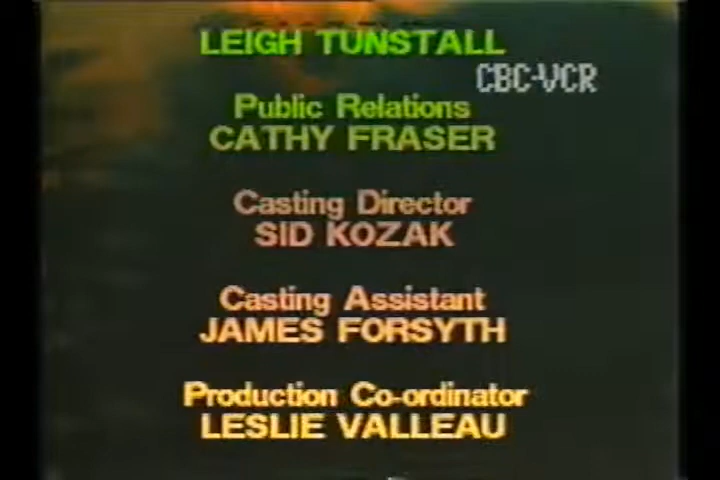 LEIGH TUNSTALL
CBC-VCR
Public Relations
CATHY FRASER
Casting Director
SID KOZAK
Casting Assistant
JAMES FORSYTH
Production Co-ordinator
LESLIE VALLEAU